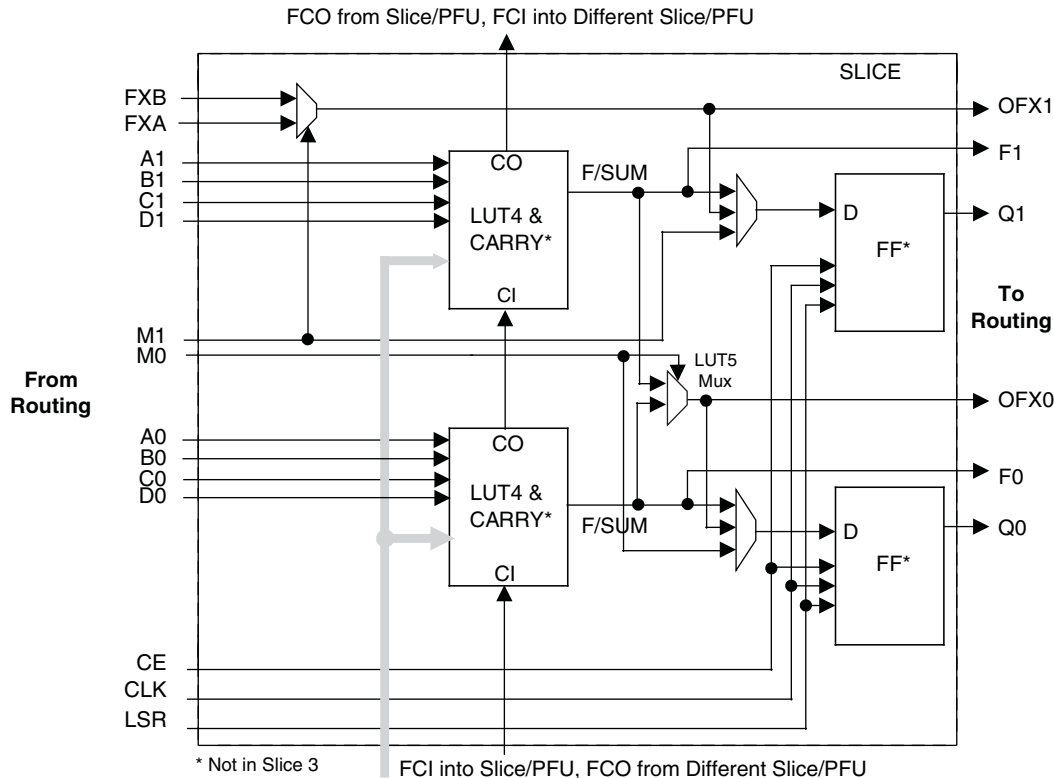 FCO from Slice/PFU, FCI into Different Slice/PFU
SLICE
FXB
FXA
OFX1
F1
A1
B1
C1
D1
CO
LUT4 &
CARRY*
CI
F/SUM
D
FF*
Q1
To
Routing
M1
M0
From
Routing
LUT5
Mux
OFX0
A0
B0
C0
D0
CO
LUT4 &
CARRY*
CI
F/SUM
F0
D
FF*
Q0
CE
CLK
LSR
* Not in Slice 3
FCI into Slice/PFU, FCO from Different Slice/PFU